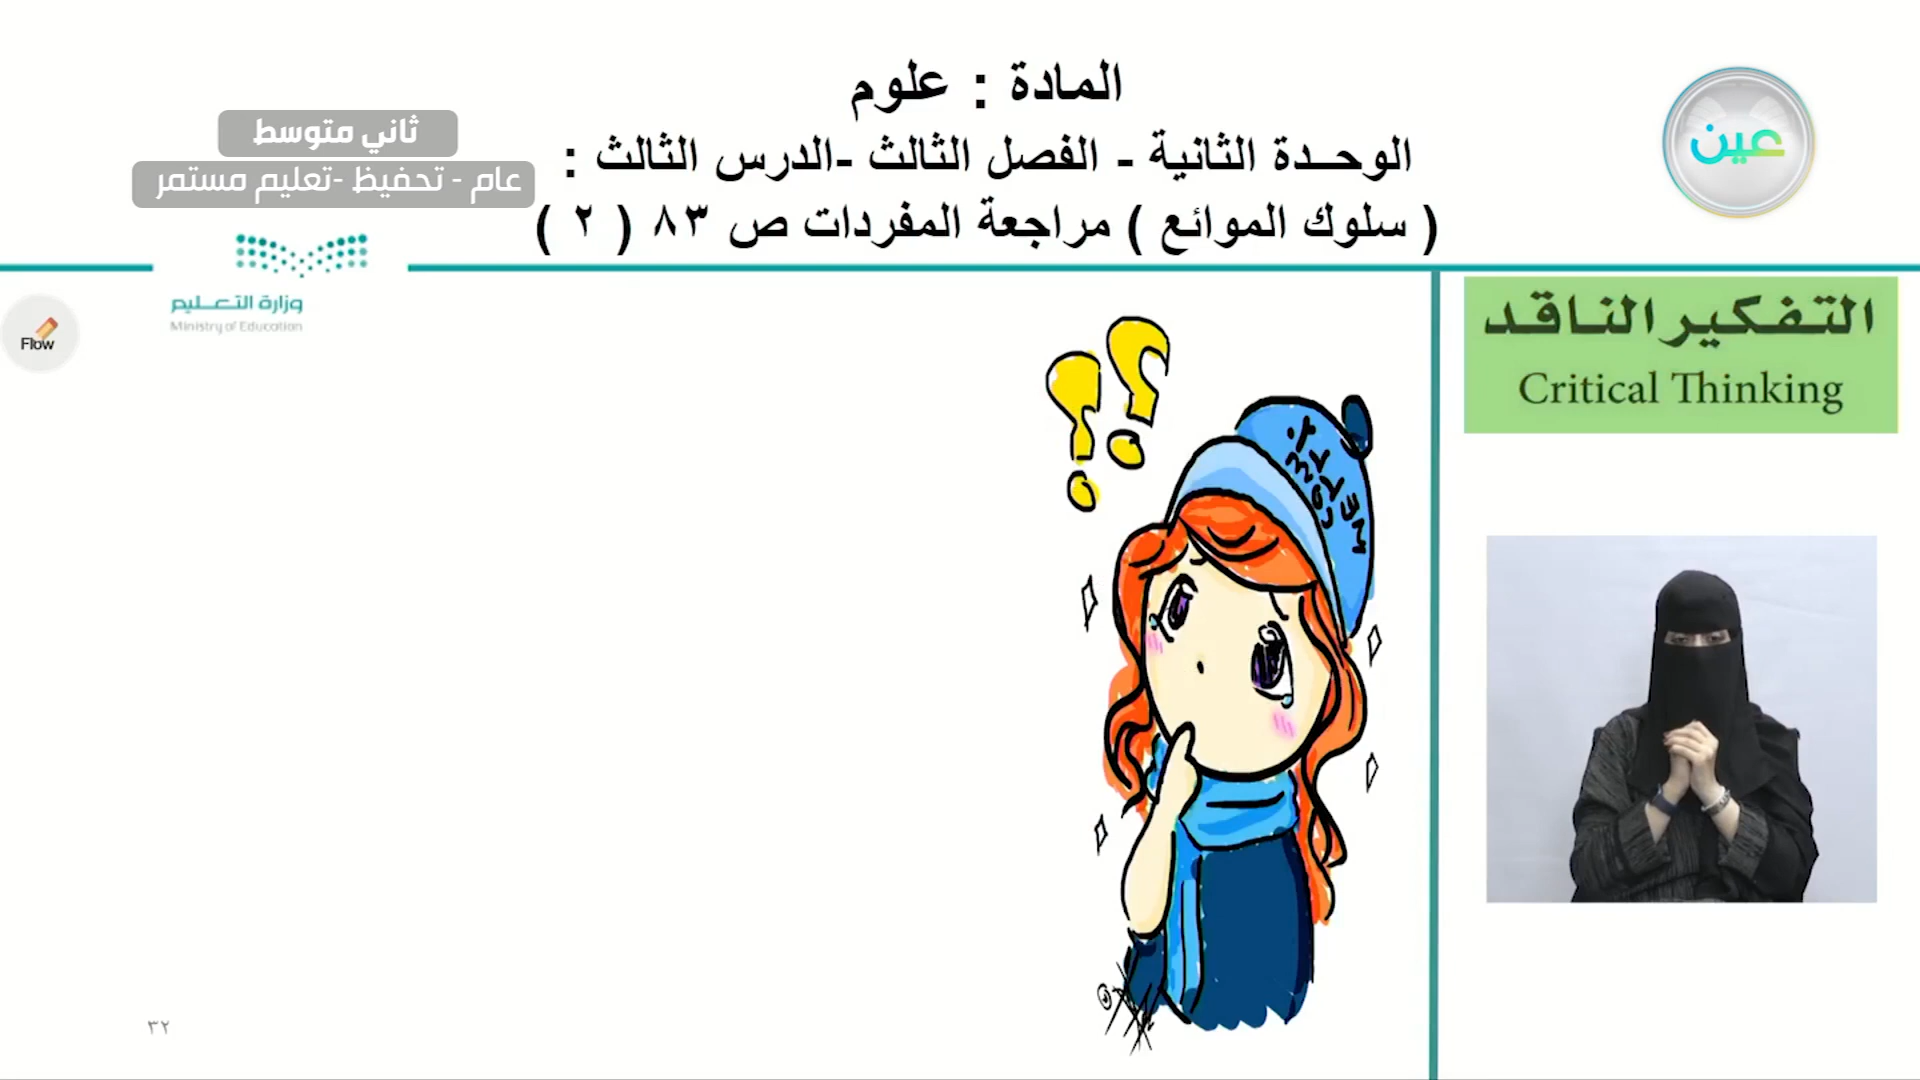 المادة : علوم
الوحـدة الثانية - الفصل الثالث -الدرس الثالث :
( سلوك الموائع ) مراجعة المفردات ص ٨٣ ( ٢ )
ثاني متوسط
عام - تحفيظ -تعليم مستمر
عين
وزارة التعـليم
Ministry of Education
Flow
التفكير الناقد
Critical Thinking
٣٢